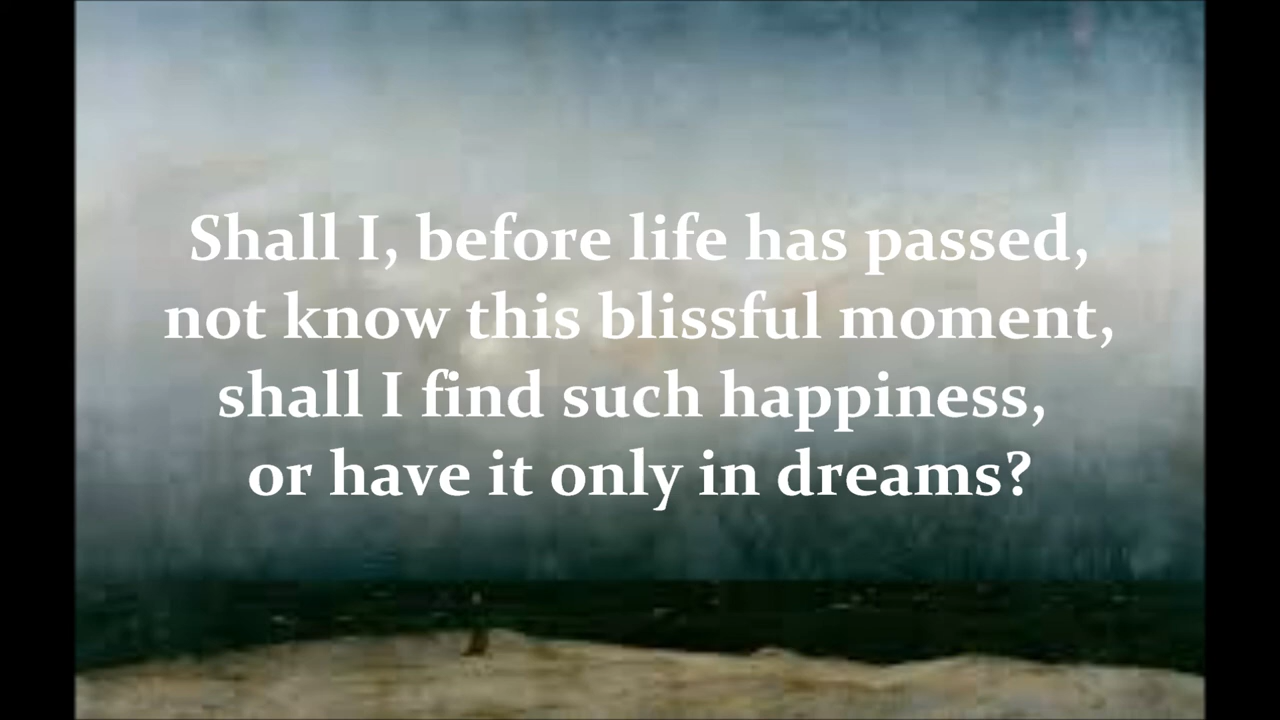 Shall I, before life has passed,
not know this blissful moment,
shall I find such happiness,
or have it only in dreams?